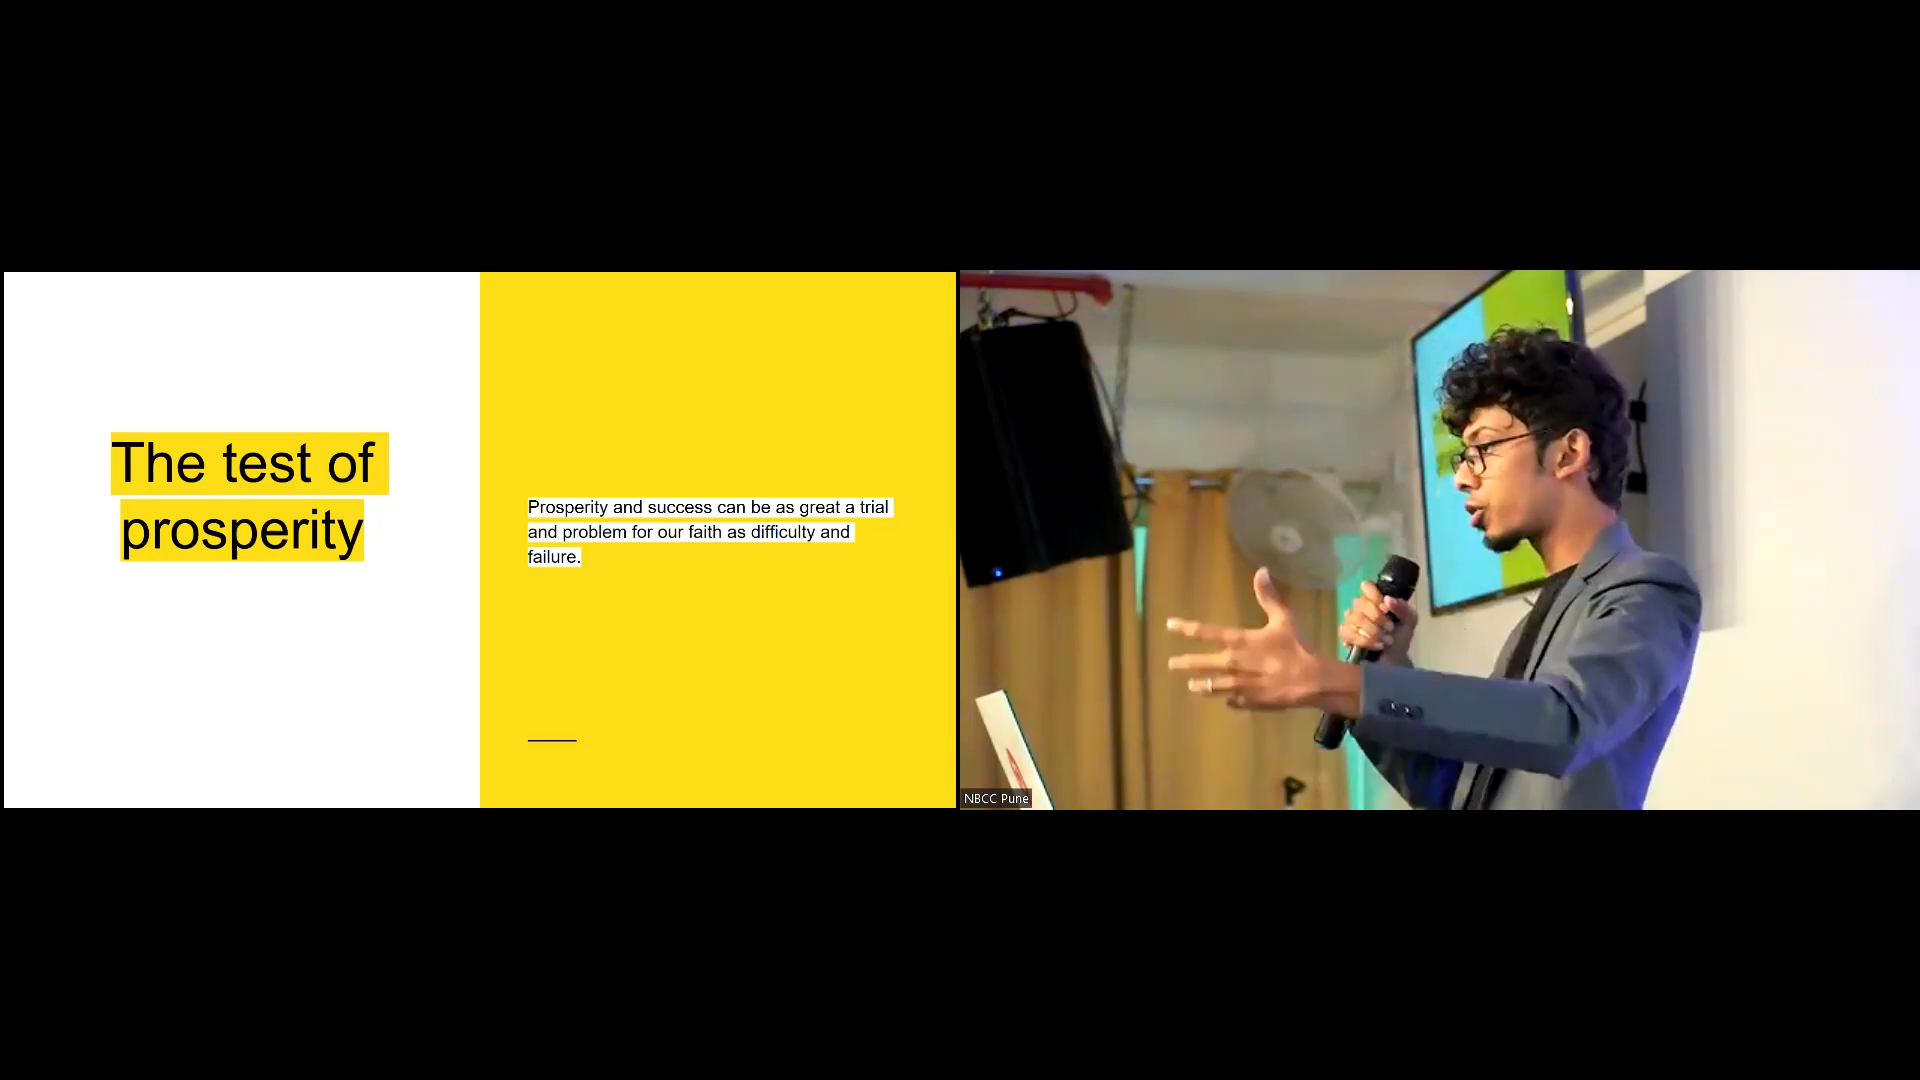 The test of
prosperity
Prosperity and success can be as great a trial
and problem for our faith as difficulty and
failure.
NBCC Pune